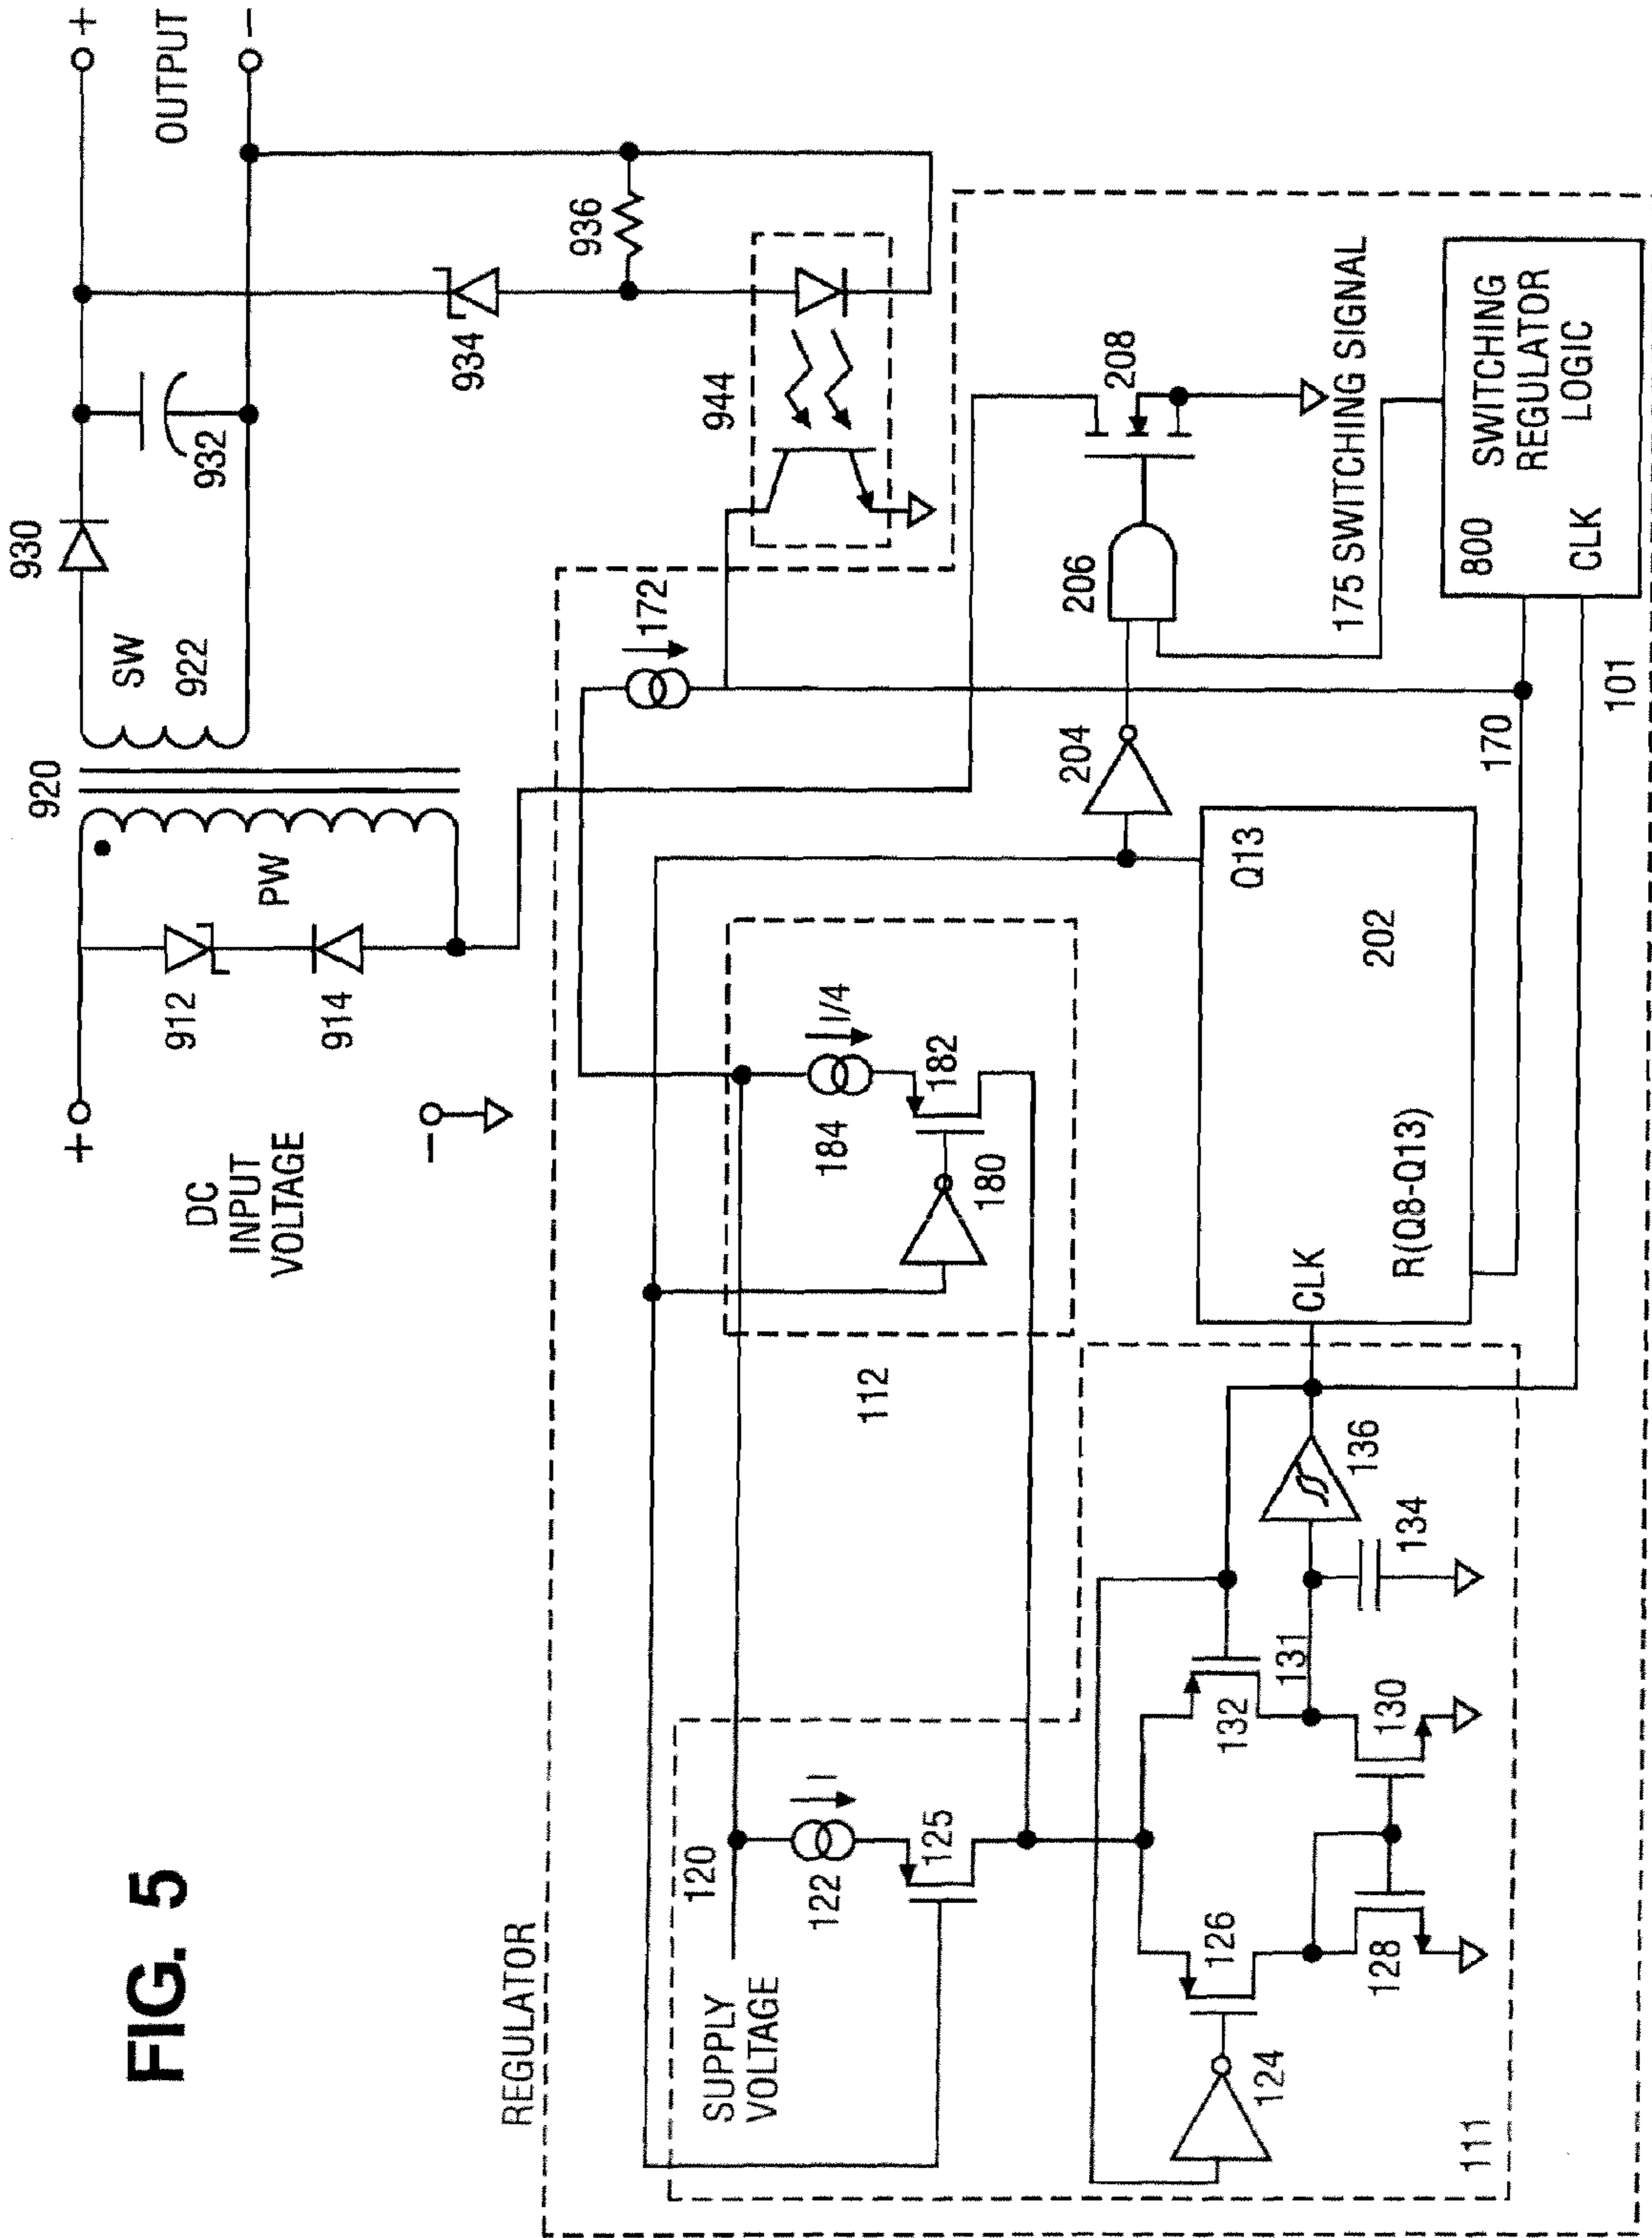 FIG. 5
DC
INPUT
VOLTAGE
+
−
912
914
PW
920
SW
922
930
932
+
−
OUTPUT
934
936
944
REGULATOR
SUPPLY
VOLTAGE
120
122
I
125
112
184
I/4
182
180
172
124
126
128
130
131
132
134
136
111
CLK
Q13
202
R(Q8-Q13)
204
206
208
170
175 SWITCHING SIGNAL
800
SWITCHING
REGULATOR
LOGIC
CLK
101